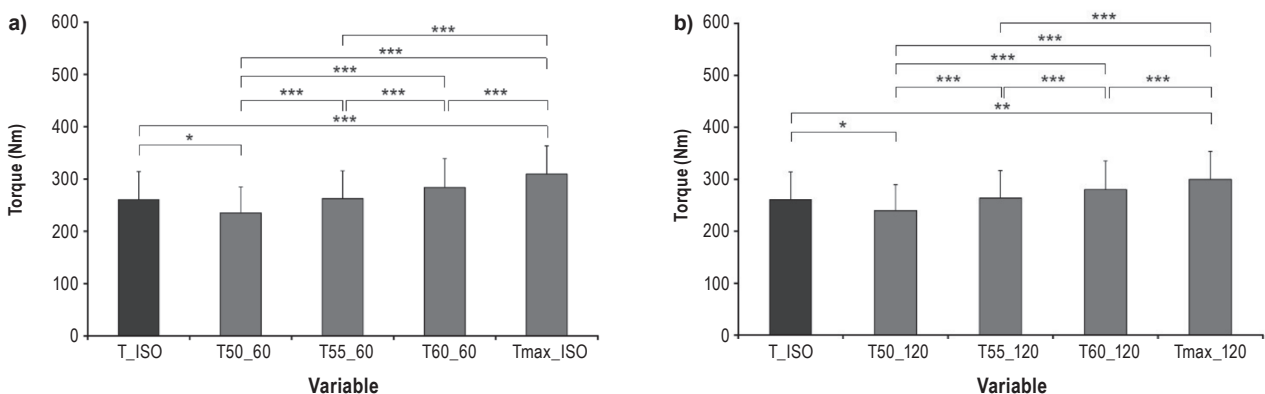 a)
600
500
400
300
200
100
0
Torque (Nm)
***
***
***
*** *** ***
***
*
T_ISO T50_60 T55_60 T60_60 Tmax_ISO
Variable
b)
600
500
400
300
200
100
0
Torque (Nm)
***
***
***
*** *** ***
**
*
T_ISO T50_120 T55_120 T60_120 Tmax_120
Variable